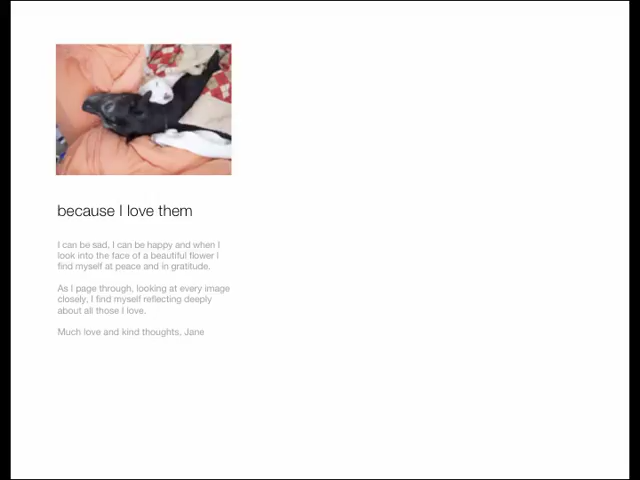 because I love them
I can be sad, I can be happy and when I
look into the face of a beautiful flower I
find myself at peace and in gratitude.
As I page through, looking at every image
closely, I find myself reflecting deeply
about all those I love.
Much love and kind thoughts, Jane